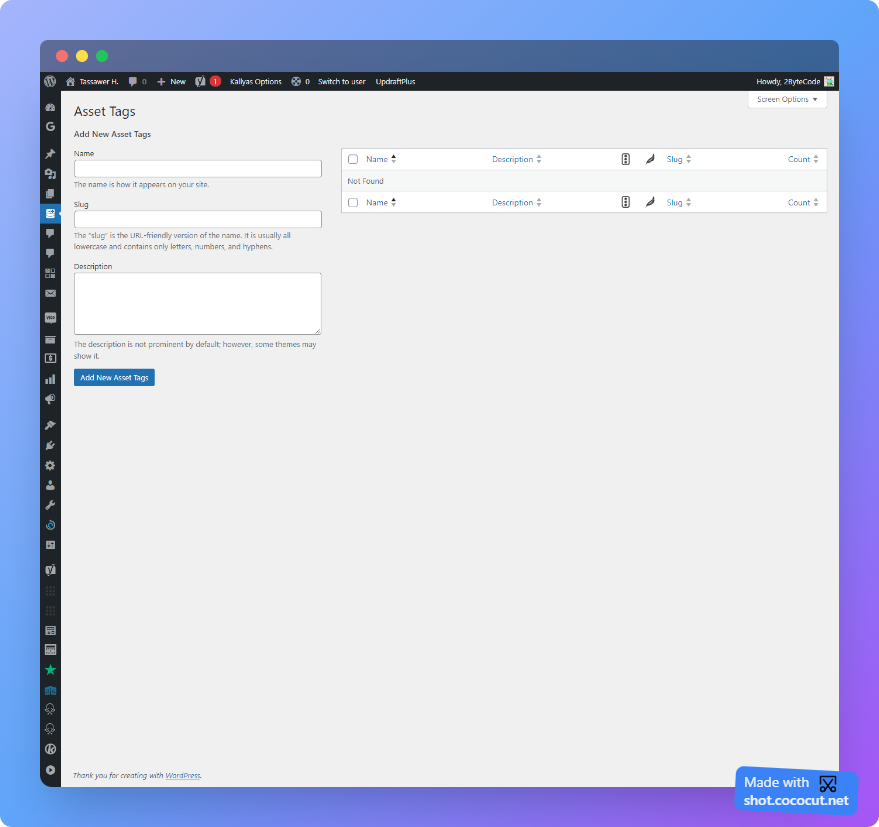 Tassawer H.
0
New
1
Kallyas Options
0
Switch to user
UpdraftPlus
Howdy, 2ByteCode
Screen Options
Asset Tags
Add New Asset Tags
Name
The name is how it appears on your site.
Slug
The "slug" is the URL-friendly version of the name. It is usually all
lowercase and contains only letters, numbers, and hyphens.
Description
The description is not prominent by default; however, some themes may
show it.
Add New Asset Tags
Name Description Slug Count
Not Found
Name Description Slug Count
Thank you for creating with WordPress.
Made with
shot.cococut.net